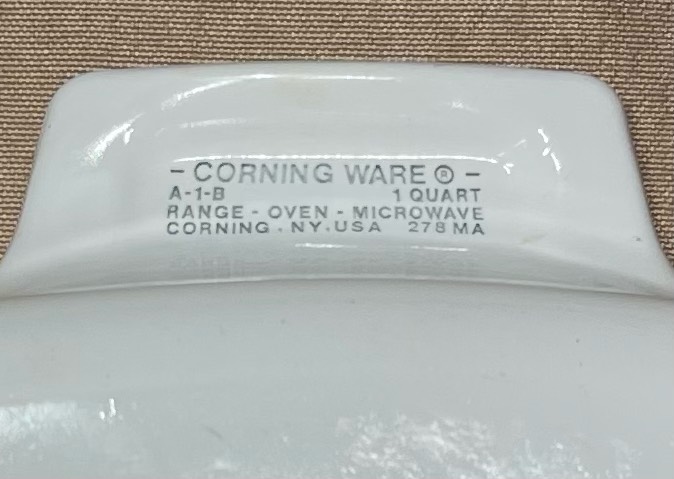 - CORNING WARE ® -
A-1-B 1 QUART
RANGE - OVEN - MICROWAVE
CORNING . NY. USA 278 MA